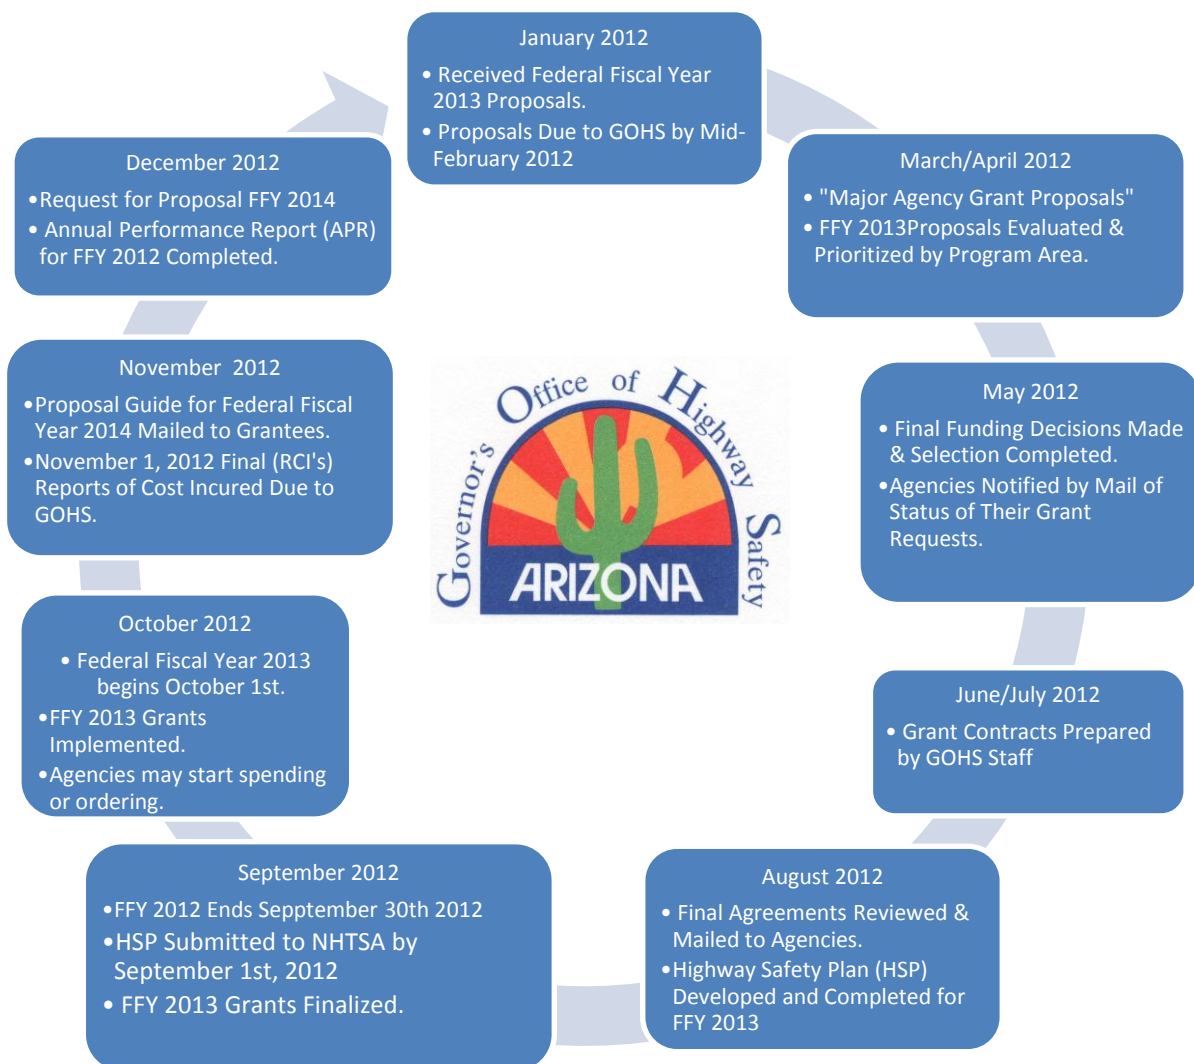 January 2012
• Received Federal Fiscal Year
2013 Proposals.
• Proposals Due to GOHS by Mid-
February 2012
March/April 2012
• "Major Agency Grant Proposals"
• FFY 2013Proposals Evaluated &
Prioritized by Program Area.
May 2012
• Final Funding Decisions Made
& Selection Completed.
•Agencies Notified by Mail of
Status of Their Grant
Requests.
June/July 2012
• Grant Contracts Prepared
by GOHS Staff
August 2012
• Final Agreements Reviewed &
Mailed to Agencies.
•Highway Safety Plan (HSP)
Developed and Completed for
FFY 2013
September 2012
•FFY 2012 Ends Sepptember 30th 2012
•HSP Submitted to NHTSA by
September 1st, 2012
• FFY 2013 Grants Finalized.
October 2012
• Federal Fiscal Year 2013
begins October 1st.
•FFY 2013 Grants
Implemented.
•Agencies may start spending
or ordering.
November 2012
•Proposal Guide for Federal Fiscal
Year 2014 Mailed to Grantees.
•November 1, 2012 Final (RCI's)
Reports of Cost Incured Due to
GOHS.
December 2012
•Request for Proposal FFY 2014
• Annual Performance Report (APR)
for FFY 2012 Completed.
Governor's Office of Highway Safety
ARIZONA